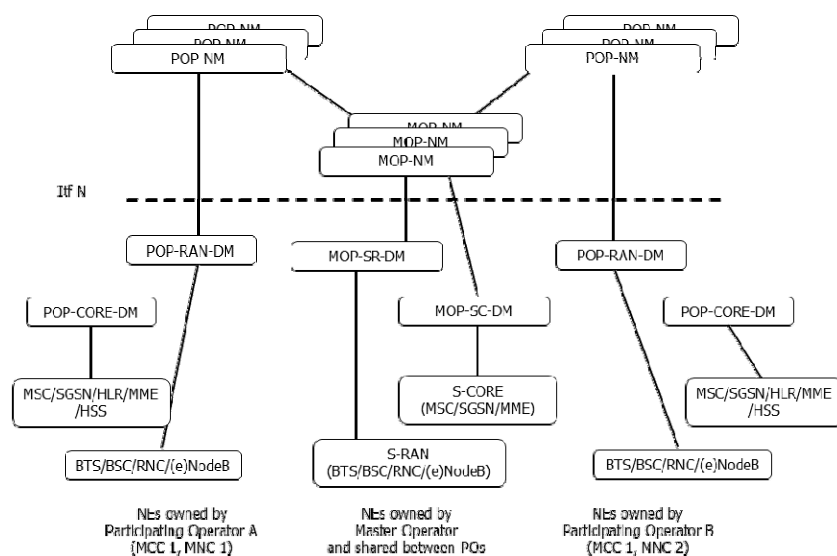 POP-NM
POP-NM
POP NM
POP-NM
POP-NM
POP-NM
MOP-NM
MOP-NM
MOP-NM
Itf N
POP-RAN-DM
MOP-SR-DM
POP-RAN-DM
POP-CORE-DM
MOP-SC-DM
POP-CORE-DM
MSC/SGSN/HLR/MME
/HSS
S-CORE
(MSC/SGSN/MME)
MSC/SGSN/HLR/MME
/HSS
BTS/BSC/RNC/(e)NodeB
S-RAN
(BTS/BSC/RNC/(e)NodeB)
BTS/BSC/RNC/(e)NodeB
NEs owned by
Participating Operator A
(MCC 1, MNC 1)
NEs owned by
Master Operator
and shared between POs
NEs owned by
Participating Operator B
(MCC 1, MNC 2)